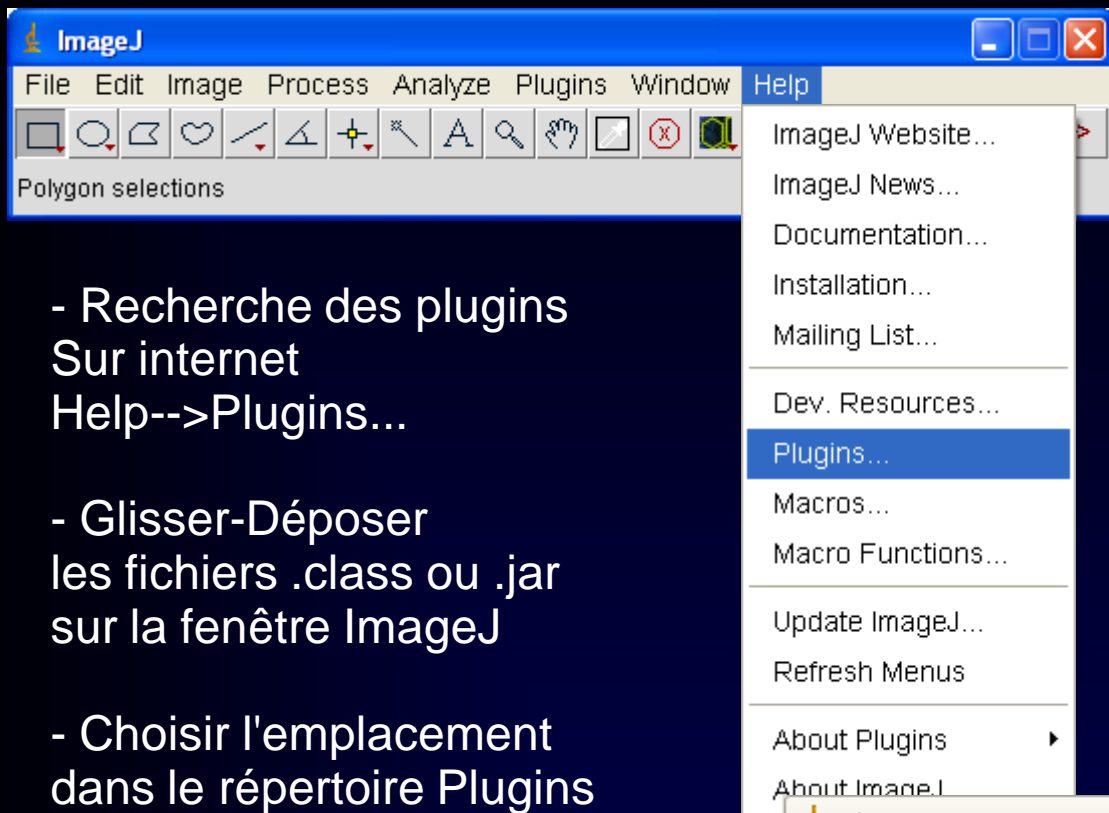 ImageJ
File Edit Image Process Analyze Plugins Window Help
Polygon selections
ImageJ Website...
ImageJ News...
Documentation...
Installation...
Mailing List...
Dev. Resources...
Plugins...
Macros...
Macro Functions...
Update ImageJ...
Refresh Menus
About Plugins
About ImageJ
- Recherche des plugins
Sur internet
Help-->Plugins...
- Glisser-Déposer
les fichiers .class ou .jar
sur la fenêtre ImageJ
- Choisir l'emplacement
dans le répertoire Plugins